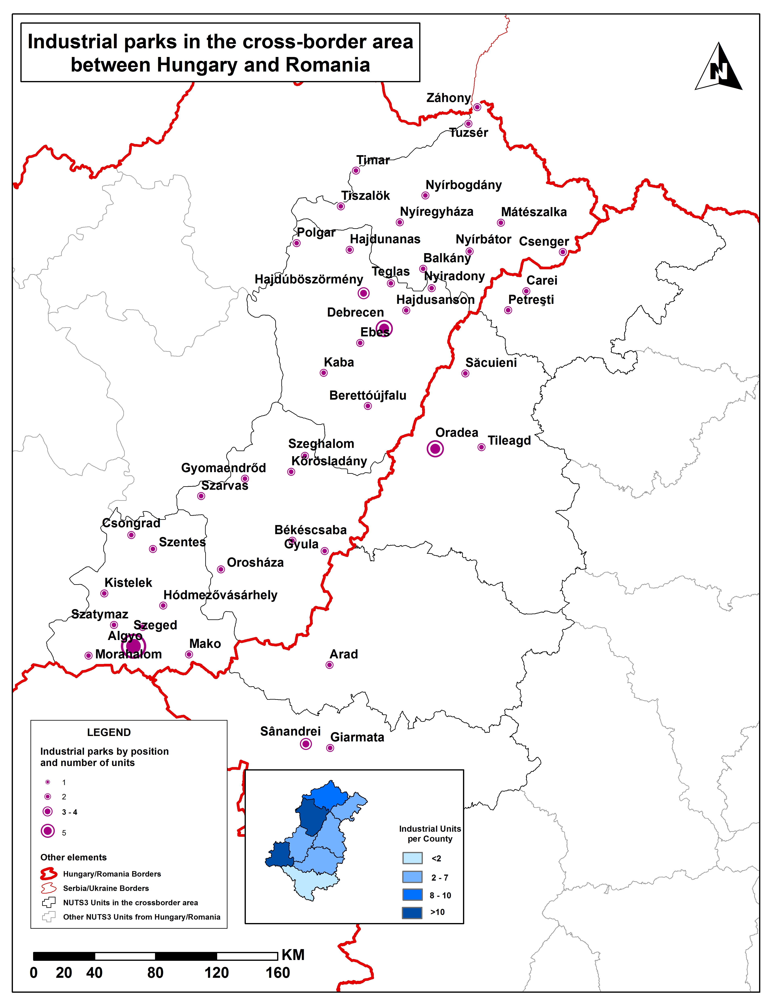 Industrial parks in the cross-border area
between Hungary and Romania
N
Záhony
Tuzsér
Timar
Nyírbogdány
Tiszalök
Nyíregyháza
Mátészalka
Polgar
Hajdunanas
Nyírbátor
Csenger
Balkány
Teglas
Nyiradony
Hajdúböszörmény
Carei
Hajdusanson
Petreşti
Debrecen
Ebes
Kaba
Săcuieni
Berettóújfalu
Oradea
Tileagd
Szeghalom
Körösladány
Gyomaendrőd
Szarvas
Csongrad
Szentes
Békéscsaba
Gyula
Orosháza
Kistelek
Hódmezővásárhely
Szatymaz
Szeged
Algyo
Mako
Morahalom
Arad
Sânandrei
Giarmata
LEGEND
Industrial parks by position
and number of units
1
2
3 - 4
5
Other elements
Hungary/Romania Borders
Serbia/Ukraine Borders
NUTS3 Units in the crossborder area
Other NUTS3 Units from Hungary/Romania
Industrial Units
per County
<2
2 - 7
8 - 10
>10
KM
0 20 40 80 120 160